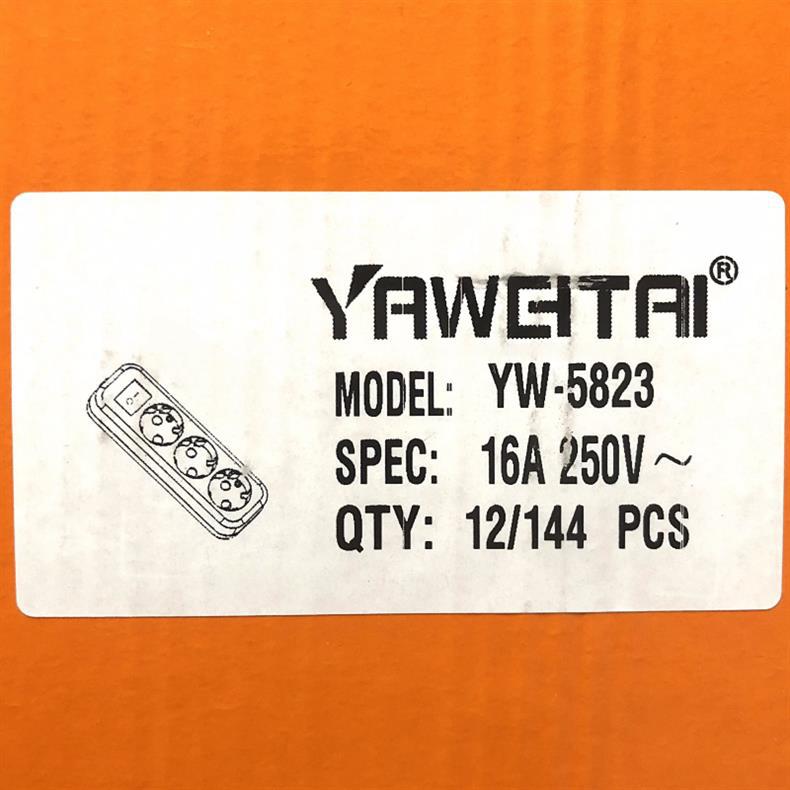 YAWEITAI®
MODEL: YW-5823
SPEC: 16A 250V~
QTY: 12/144 PCS